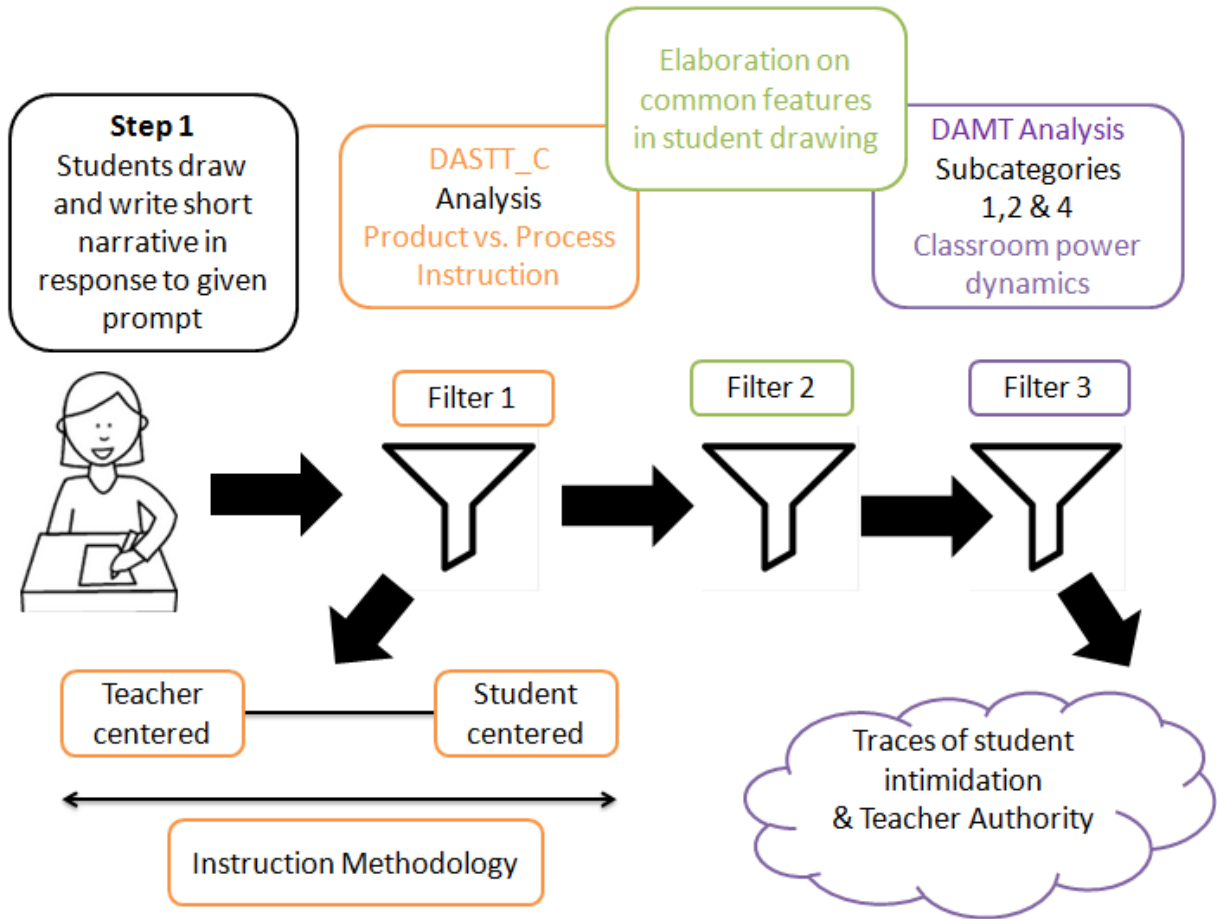 Step 1
Students draw
and write short
narrative in
response to given
prompt
DASTT_C
Analysis
Product vs. Process
Instruction
Elaboration on
common features
in student drawing
DAMT Analysis
Subcategories
1,2 & 4
Classroom power
dynamics
Filter 1
Filter 2
Filter 3
Teacher
centered
Student
centered
Instruction Methodology
Traces of student
intimidation
& Teacher Authority